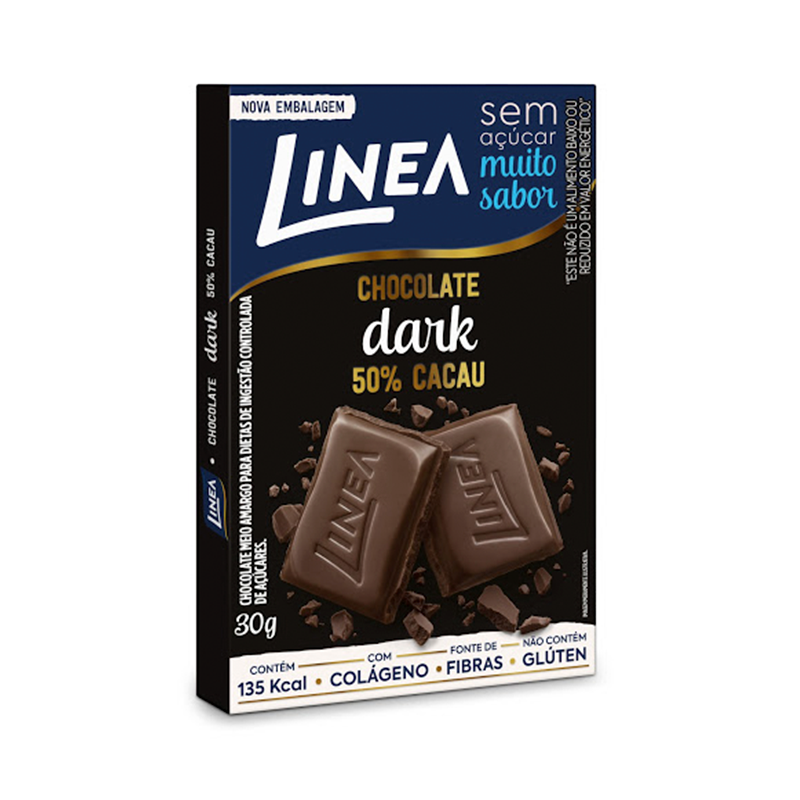 NOVA EMBALAGEM
LINEA
sem
açúcar
muito
sabor
"ESTE NÃO É UM ALIMENTO BAIXO OU
REDUZIDO EM VALOR ENERGÉTICO."
CHOCOLATE
dark
50% CACAU
CHOCOLATE MEIO AMARGO PARA DIETAS DE INGESTÃO CONTROLADA
DE AÇÚCARES.
30g
LINEA
LINEA
CONTÉM
135 Kcal
•
COM
COLÁGENO
•
FONTE DE
FIBRAS
•
NÃO CONTÉM
GLÚTEN
LINEA • CHOCOLATE dark 50% CACAU